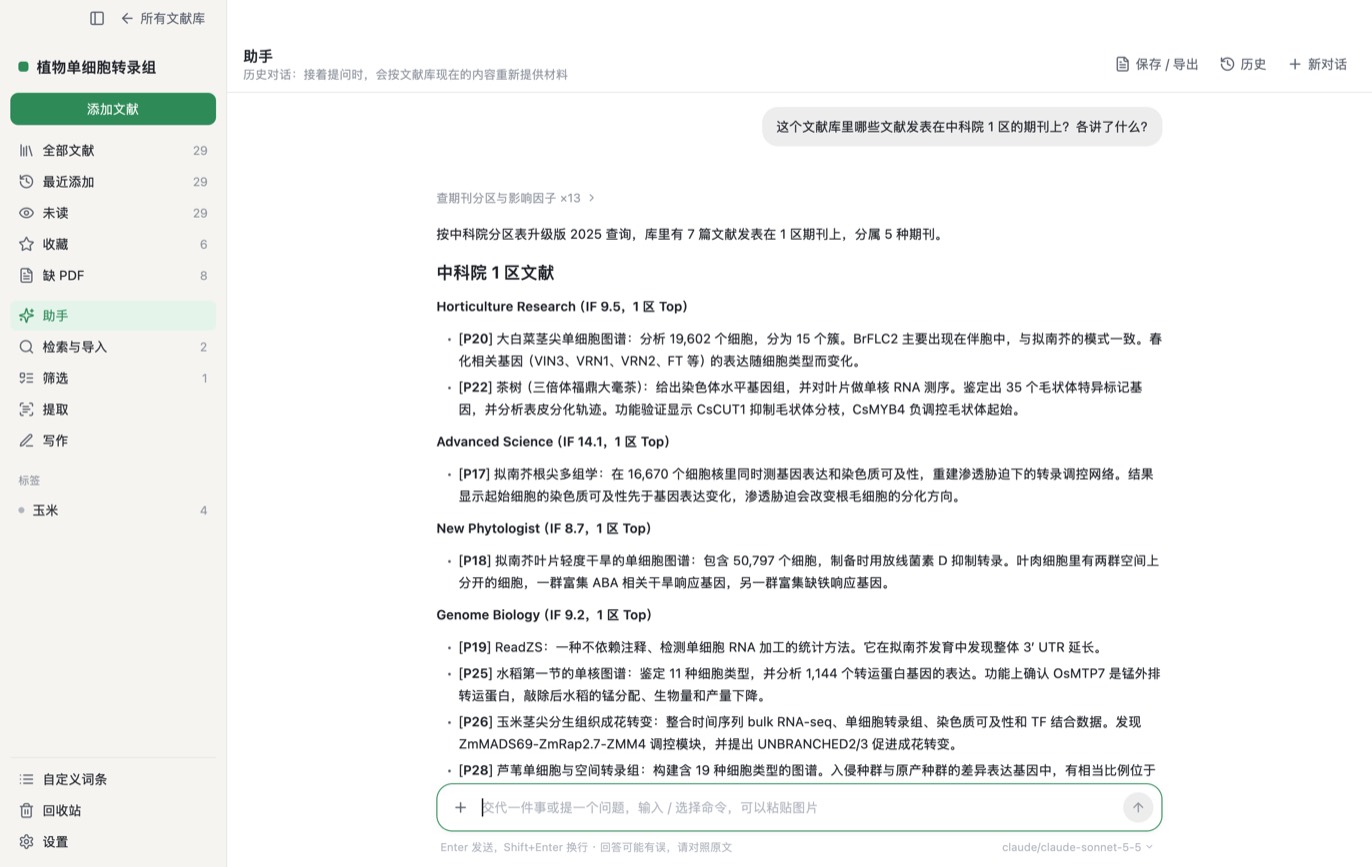 所有文献库
植物单细胞转录组
添加文献
全部文献 29
最近添加 29
未读 29
收藏 6
缺 PDF 8
助手
检索与导入 2
筛选 1
提取
写作
标签
玉米 4
自定义词条
回收站
设置
助手
历史对话：接着提问时，会按文献库现在的内容重新提供材料
保存 / 导出 历史 新对话
这个文献库里哪些文献发表在中科院 1 区的期刊上？各讲了什么？
查期刊分区与影响因子 ×13
按中科院分区表升级版 2025 查询，库里有 7 篇文献发表在 1 区期刊上，分属 5 种期刊。
中科院 1 区文献
Horticulture Research (IF 9.5，1 区 Top)
• [P20] 大白菜茎尖单细胞图谱：分析 19,602 个细胞，分为 15 个簇。BrFLC2 主要出现在伴胞中，与拟南芥的模式一致。春
化相关基因（VIN3、VRN1、VRN2、FT 等）的表达随细胞类型而变化。
• [P22] 茶树（三倍体福鼎大毫茶）：给出染色体水平基因组，并对叶片做单核 RNA 测序。鉴定出 35 个毛状体特异标记基
因，并分析表皮分化轨迹。功能验证显示 CsCUT1 抑制毛状体分枝，CsMYB4 负调控毛状体起始。
Advanced Science (IF 14.1，1 区 Top)
• [P17] 拟南芥根尖多组学：在 16,670 个细胞核里同时测基因表达和染色质可及性，重建渗透胁迫下的转录调控网络。结果
显示起始细胞的染色质可及性先于基因表达变化，渗透胁迫会改变根毛细胞的分化方向。
New Phytologist (IF 8.7，1 区 Top)
• [P18] 拟南芥叶片轻度干旱的单细胞图谱：包含 50,797 个细胞，制备时用放线菌素 D 抑制转录。叶肉细胞里有两群空间上
分开的细胞，一群富集 ABA 相关干旱响应基因，另一群富集缺铁响应基因。
Genome Biology (IF 9.2，1 区 Top)
• [P19] ReadZS：一种不依赖注释、检测单细胞 RNA 加工的统计方法。它在拟南芥发育中发现整体 3′ UTR 延长。
• [P25] 水稻第一节的单核图谱：鉴定 11 种细胞类型，并分析 1,144 个转运蛋白基因的表达。功能上确认 OsMTP7 是锰外排
转运蛋白，敲除后水稻的锰分配、生物量和产量下降。
• [P26] 玉米茎尖分生组织成花转变：整合时间序列 bulk RNA-seq、单细胞转录组、染色质可及性和 TF 结合数据。发现
ZmMADS69-ZmRap2.7-ZMM4 调控模块，并提出 UNBRANCHED2/3 促进成花转变。
• [P28] 芦苇单细胞与空间转录组：构建含 19 种细胞类型的图谱。入侵种群与原产种群的差异表达基因中，有相当比例位于
交代一件事或提一个问题，输入 / 选择命令，可以粘贴图片
Enter 发送，Shift+Enter 换行 · 回答可能有误，请对照原文
claude/claude-sonnet-5-5